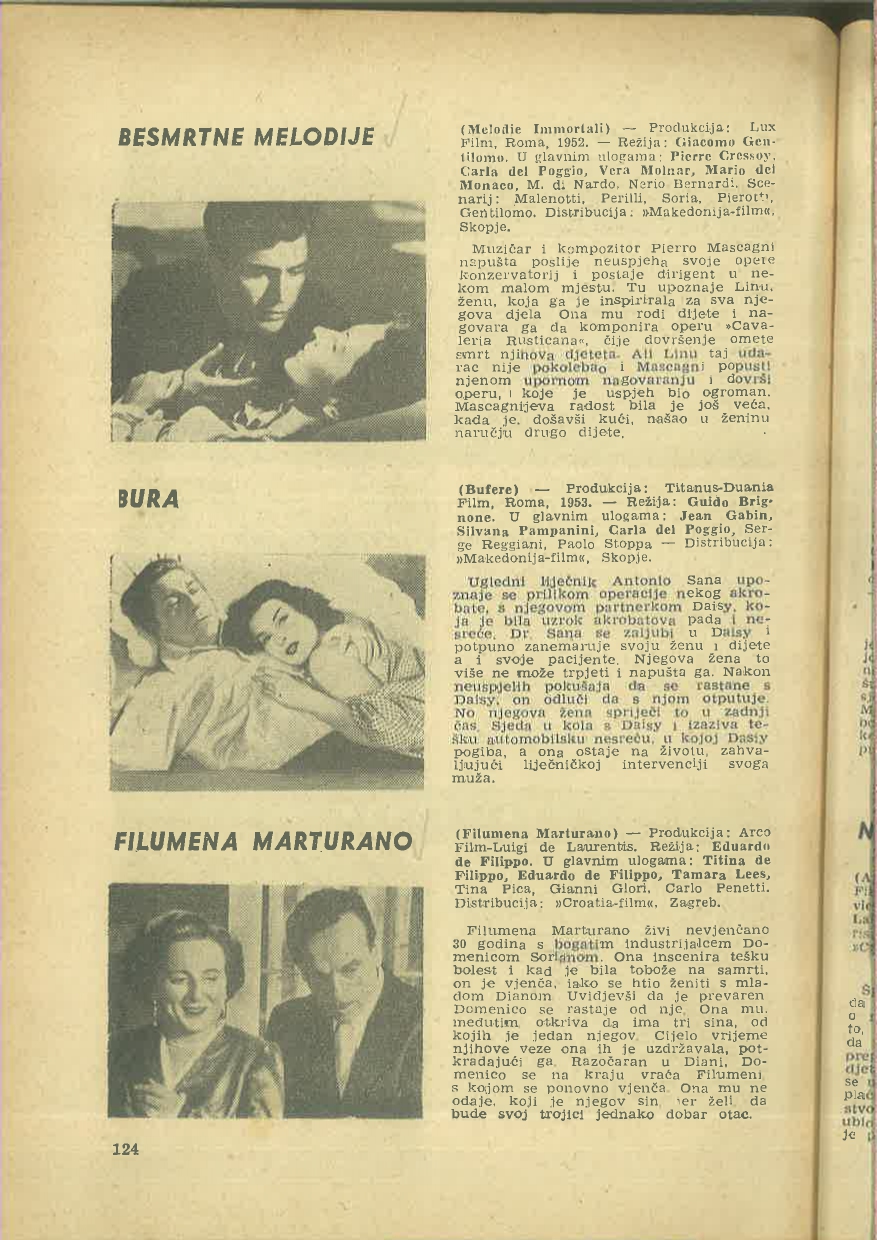 BESMRTNE MELODIJE
(Melodie Immortali) — Produkcija: Lux
Film, Roma, 1952. — Režija: Giacomo Gen-
tilomo. U glavnim ulogama: Pierre Cressoy,
Carla del Poggio, Vera Molnar, Mario del
Monaco, M. di Nardo, Nerio Bernardi. Sce-
narij: Malenotti, Perilli, Soria, Pierotti,
Gentilomo. Distribucija: »Makedonija-film«,
Skopje.
Muzičar i kompozitor Pierro Mascagni
napušta poslije neuspjeha svoje opere
konzervatorij i postaje dirigent u ne-
kom malom mjestu. Tu upoznaje Linu,
ženu, koja ga je inspirirala za sva nje-
gova djela Ona mu rodi dijete i na-
govara ga da komponira operu »Cava-
leria Rusticana«, čije dovršenje omete
smrt njihova djeteta. Ali Linu taj uda-
rac nije pokolebao i Mascagni popusti
njenom upornom nagovaranju i dovrši
operu, koje je uspjeh bio ogroman.
Mascagnijeva radost bila je još veća,
kada je, došavši kući, našao u ženinu
naručju drugo dijete.
BURA
(Bufere) — Produkcija: Titanus-Duania
Film, Roma, 1953. — Režija: Guido Brig-
none. U glavnim ulogama: Jean Gabin,
Silvana Pampanini, Carla del Poggio, Ser-
ge Reggiani, Paolo Stoppa — Distribucija:
»Makedonija-film«, Skopje.
Ugledni liječnik Antonio Sana upo-
znaje se prilikom operacije nekog akro-
bate, s njegovom partnerkom Daisy, ko-
ja je bila uzrok akrobatova pada i ne-
sreće. Dr. Sana se zaljubi u Daisy i
potpuno zanemaruje svoju ženu i dijete
a i svoje pacijente. Njegova žena to
više ne može trpjeti i napušta ga. Nakon
neuspjelih pokušaja da se rastane s
Daisy, on odluči da s njom otputuje.
No njegova žena spriječi to u zadnji
čas. Sjeda u kola s Daisy i izaziva te-
šku automobilsku nesreću, u kojoj Dasiy
pogiba, a ona ostaje na životu, zahva-
ljujući liječničkoj intervenciji svoga
muža.
FILUMENA MARTURANO
(Filumena Marturano) — Produkcija: Arco
Film-Luigi de Laurentis. Režija: Eduardo
de Filippo. U glavnim ulogama: Titina de
Filippo, Eduardo de Filippo, Tamara Lees,
Tina Pica, Gianni Glori, Carlo Penetti.
Distribucija: »Croatia-film«, Zagreb.
Filumena Marturano živi nevjenčano
30 godina s bogatim industrijalcem Do-
menicom Sorianom. Ona inscenira tešku
bolest i kad je bila tobože na samrti,
on je vjenča, iako se htio ženiti s mla-
dom Dianom Uvidjevši da je prevaren
Domenico se rastaje od nje. Ona mu,
međutim, otkriva da ima tri sina, od
kojih je jedan njegov. Cijelo vrijeme
njihove veze ona ih je uzdržavala, pot-
kradajući ga. Razočaran u Diani, Do-
menico se na kraju vraća Filumeni,
s kojom se ponovno vjenča. Ona mu ne
odaje, koji je njegov sin, jer želi, da
bude svoj trojici jednako dobar otac.
124